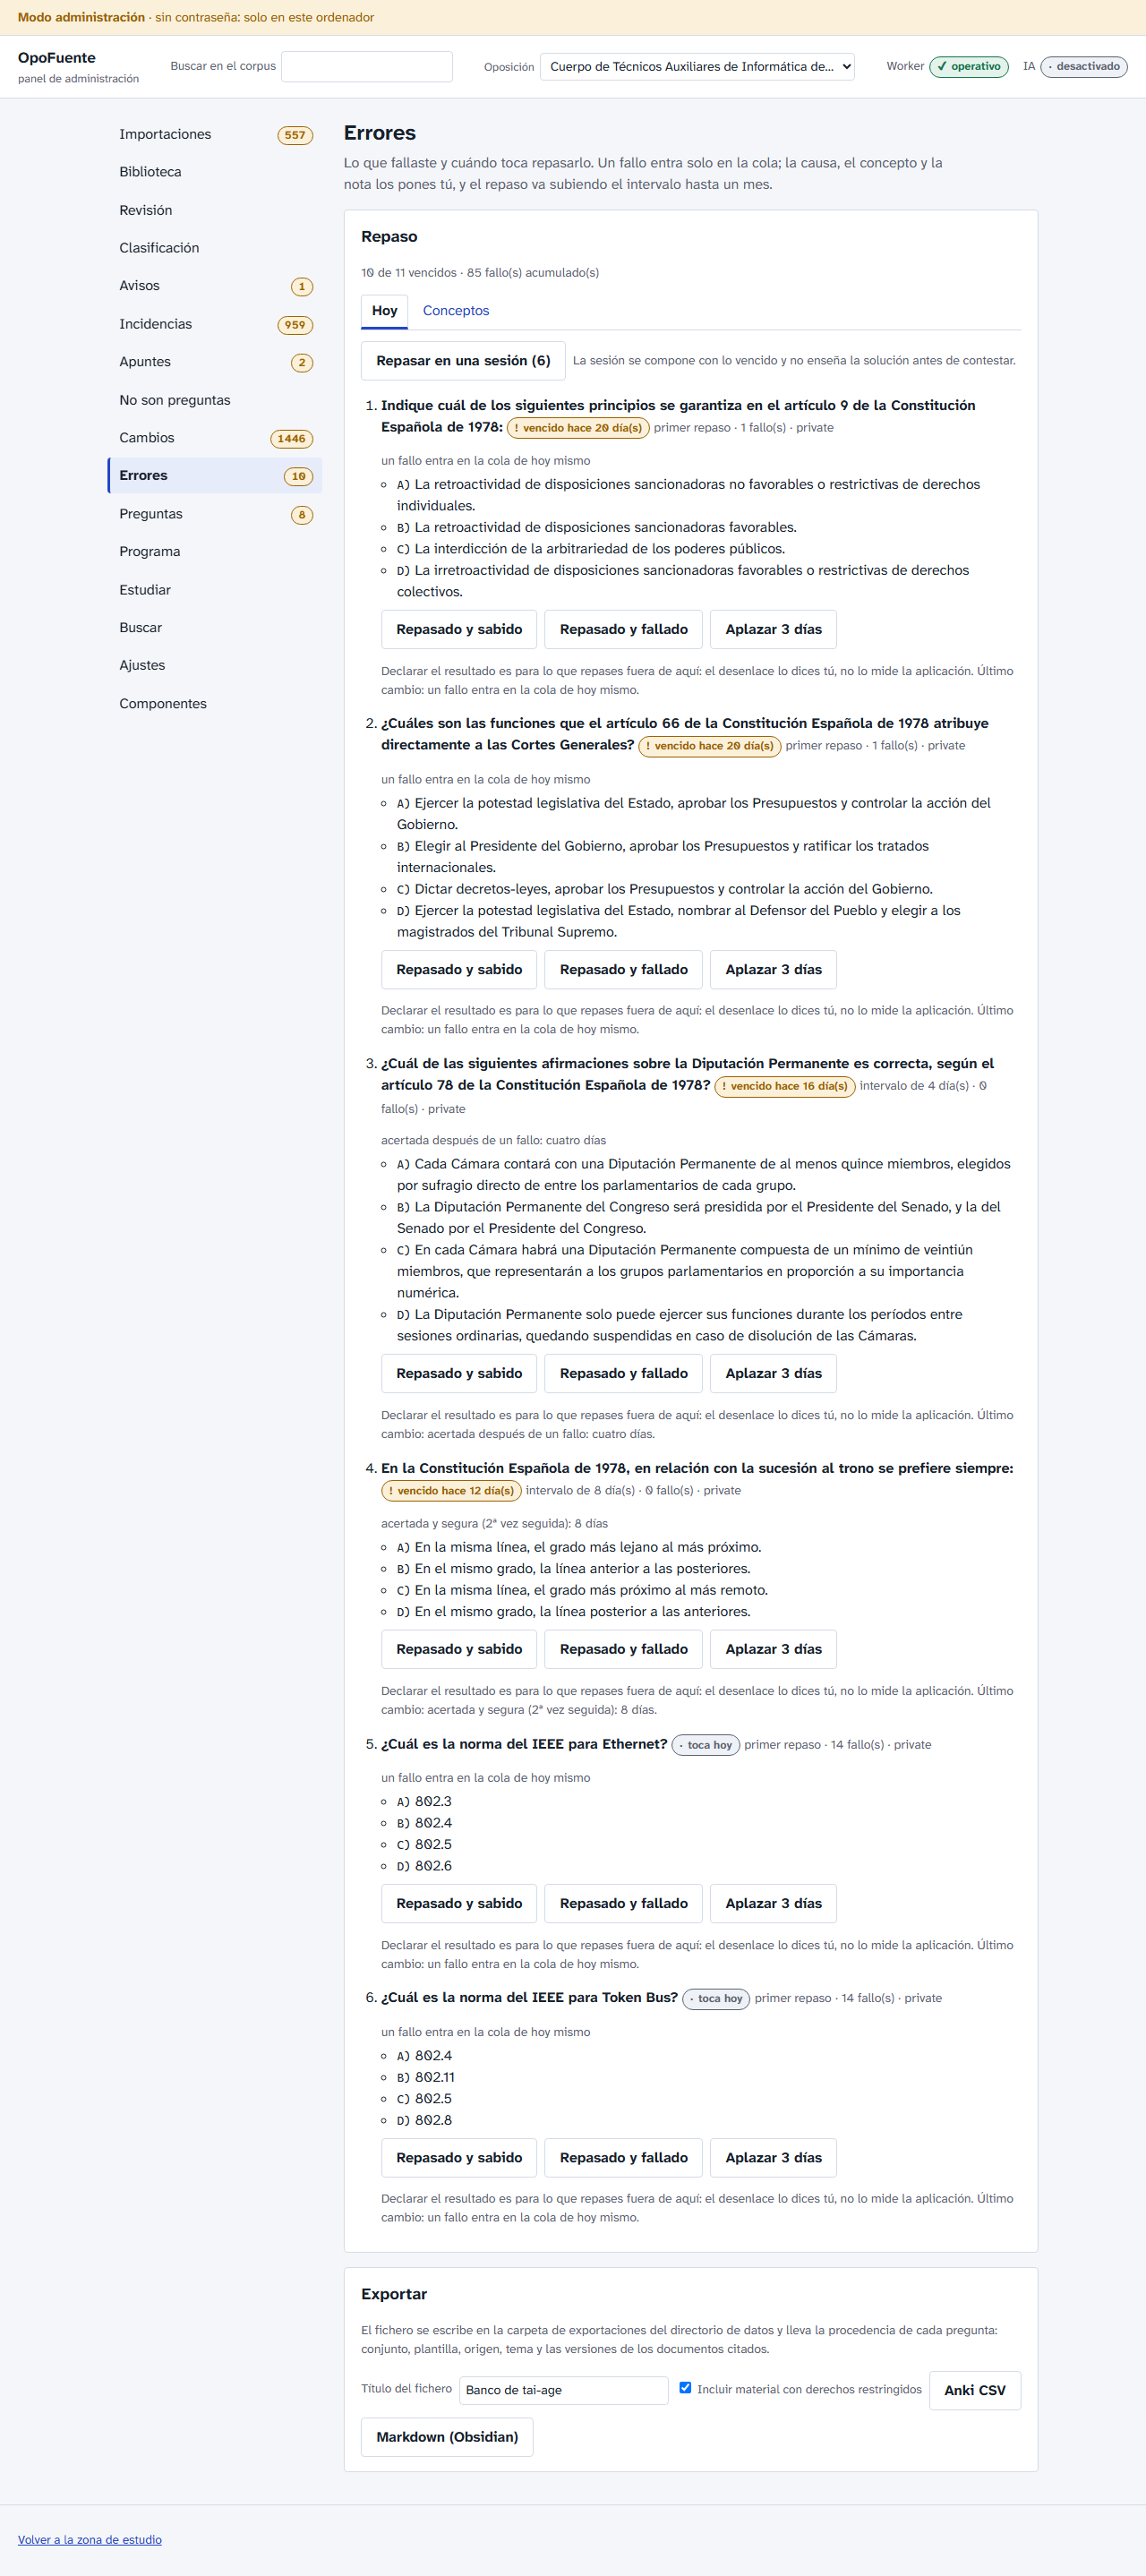 Modo administración · sin contraseña: solo en este ordenador
OpoFuente
panel de administración
Buscar en el corpus
Oposición
Cuerpo de Técnicos Auxiliares de Informática de...
Worker ✓ operativo
IA · desactivado
Importaciones 557
Biblioteca
Revisión
Clasificación
Avisos 1
Incidencias 959
Apuntes 2
No son preguntas
Cambios 1446
Errores 10
Preguntas 8
Programa
Estudiar
Buscar
Ajustes
Componentes
Errores
Lo que fallaste y cuándo toca repasarlo. Un fallo entra solo en la cola; la causa, el concepto y la
nota los pones tú, y el repaso va subiendo el intervalo hasta un mes.
Repaso
10 de 11 vencidos · 85 fallo(s) acumulado(s)
Hoy Conceptos
Repasar en una sesión (6) La sesión se compone con lo vencido y no enseña la solución antes de contestar.
1. Indique cuál de los siguientes principios se garantiza en el artículo 9 de la Constitución
Española de 1978: ! vencido hace 20 día(s) primer repaso · 1 fallo(s) · private
un fallo entra en la cola de hoy mismo
A) La retroactividad de disposiciones sancionadoras no favorables o restrictivas de derechos
individuales.
B) La retroactividad de disposiciones sancionadoras favorables.
C) La interdicción de la arbitrariedad de los poderes públicos.
D) La irretroactividad de disposiciones sancionadoras favorables o restrictivas de derechos
colectivos.
Repasado y sabido Repasado y fallado Aplazar 3 días
Declarar el resultado es para lo que repases fuera de aquí: el desenlace lo dices tú, no lo mide la aplicación. Último
cambio: un fallo entra en la cola de hoy mismo.
2. ¿Cuáles son las funciones que el artículo 66 de la Constitución Española de 1978 atribuye
directamente a las Cortes Generales? ! vencido hace 20 día(s) primer repaso · 1 fallo(s) · private
un fallo entra en la cola de hoy mismo
A) Ejercer la potestad legislativa del Estado, aprobar los Presupuestos y controlar la acción del
Gobierno.
B) Elegir al Presidente del Gobierno, aprobar los Presupuestos y ratificar los tratados
internacionales.
C) Dictar decretos-leyes, aprobar los Presupuestos y controlar la acción del Gobierno.
D) Ejercer la potestad legislativa del Estado, nombrar al Defensor del Pueblo y elegir a los
magistrados del Tribunal Supremo.
Repasado y sabido Repasado y fallado Aplazar 3 días
Declarar el resultado es para lo que repases fuera de aquí: el desenlace lo dices tú, no lo mide la aplicación. Último
cambio: un fallo entra en la cola de hoy mismo.
3. ¿Cuál de las siguientes afirmaciones sobre la Diputación Permanente es correcta, según el
artículo 78 de la Constitución Española de 1978? ! vencido hace 16 día(s) intervalo de 4 día(s) · 0
fallo(s) · private
acertada después de un fallo: cuatro días
A) Cada Cámara contará con una Diputación Permanente de al menos quince miembros, elegidos
por sufragio directo de entre los parlamentarios de cada grupo.
B) La Diputación Permanente del Congreso será presidida por el Presidente del Senado, y la del
Senado por el Presidente del Congreso.
C) En cada Cámara habrá una Diputación Permanente compuesta de un mínimo de veintiún
miembros, que representarán a los grupos parlamentarios en proporción a su importancia
numérica.
D) La Diputación Permanente solo puede ejercer sus funciones durante los períodos entre
sesiones ordinarias, quedando suspendidas en caso de disolución de las Cámaras.
Repasado y sabido Repasado y fallado Aplazar 3 días
Declarar el resultado es para lo que repases fuera de aquí: el desenlace lo dices tú, no lo mide la aplicación. Último
cambio: acertada después de un fallo: cuatro días.
4. En la Constitución Española de 1978, en relación con la sucesión al trono se prefiere siempre:
! vencido hace 12 día(s) intervalo de 8 día(s) · 0 fallo(s) · private
acertada y segura (2ª vez seguida): 8 días
A) En la misma línea, el grado más lejano al más próximo.
B) En el mismo grado, la línea anterior a las posteriores.
C) En la misma línea, el grado más próximo al más remoto.
D) En el mismo grado, la línea posterior a las anteriores.
Repasado y sabido Repasado y fallado Aplazar 3 días
Declarar el resultado es para lo que repases fuera de aquí: el desenlace lo dices tú, no lo mide la aplicación. Último
cambio: acertada y segura (2ª vez seguida): 8 días.
5. ¿Cuál es la norma del IEEE para Ethernet? · toca hoy primer repaso · 14 fallo(s) · private
un fallo entra en la cola de hoy mismo
A) 802.3
B) 802.4
C) 802.5
D) 802.6
Repasado y sabido Repasado y fallado Aplazar 3 días
Declarar el resultado es para lo que repases fuera de aquí: el desenlace lo dices tú, no lo mide la aplicación. Último
cambio: un fallo entra en la cola de hoy mismo.
6. ¿Cuál es la norma del IEEE para Token Bus? · toca hoy primer repaso · 14 fallo(s) · private
un fallo entra en la cola de hoy mismo
A) 802.4
B) 802.11
C) 802.5
D) 802.8
Repasado y sabido Repasado y fallado Aplazar 3 días
Declarar el resultado es para lo que repases fuera de aquí: el desenlace lo dices tú, no lo mide la aplicación. Último
cambio: un fallo entra en la cola de hoy mismo.
Exportar
El fichero se escribe en la carpeta de exportaciones del directorio de datos y lleva la procedencia de cada pregunta:
conjunto, plantilla, origen, tema y las versiones de los documentos citados.
Título del fichero Banco de tai-age Incluir material con derechos restringidos Anki CSV
Markdown (Obsidian)
Volver a la zona de estudio